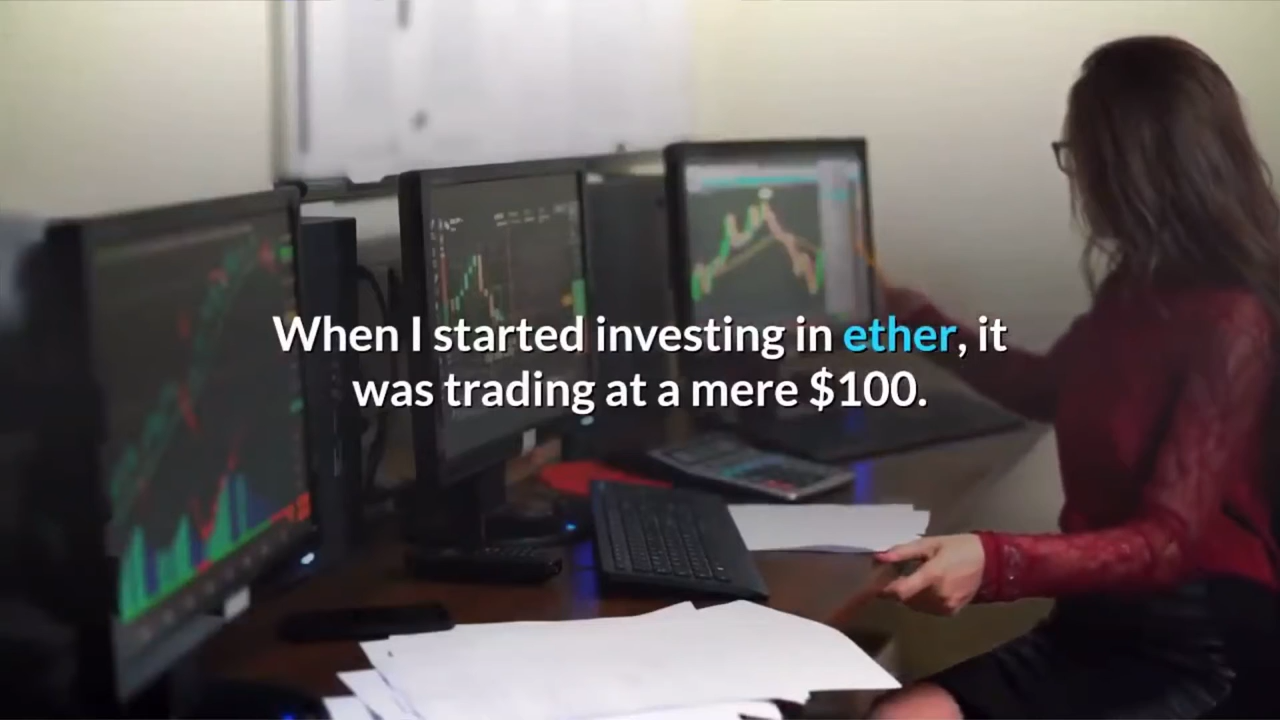 When I started investing in ether, it
was trading at a mere $100.